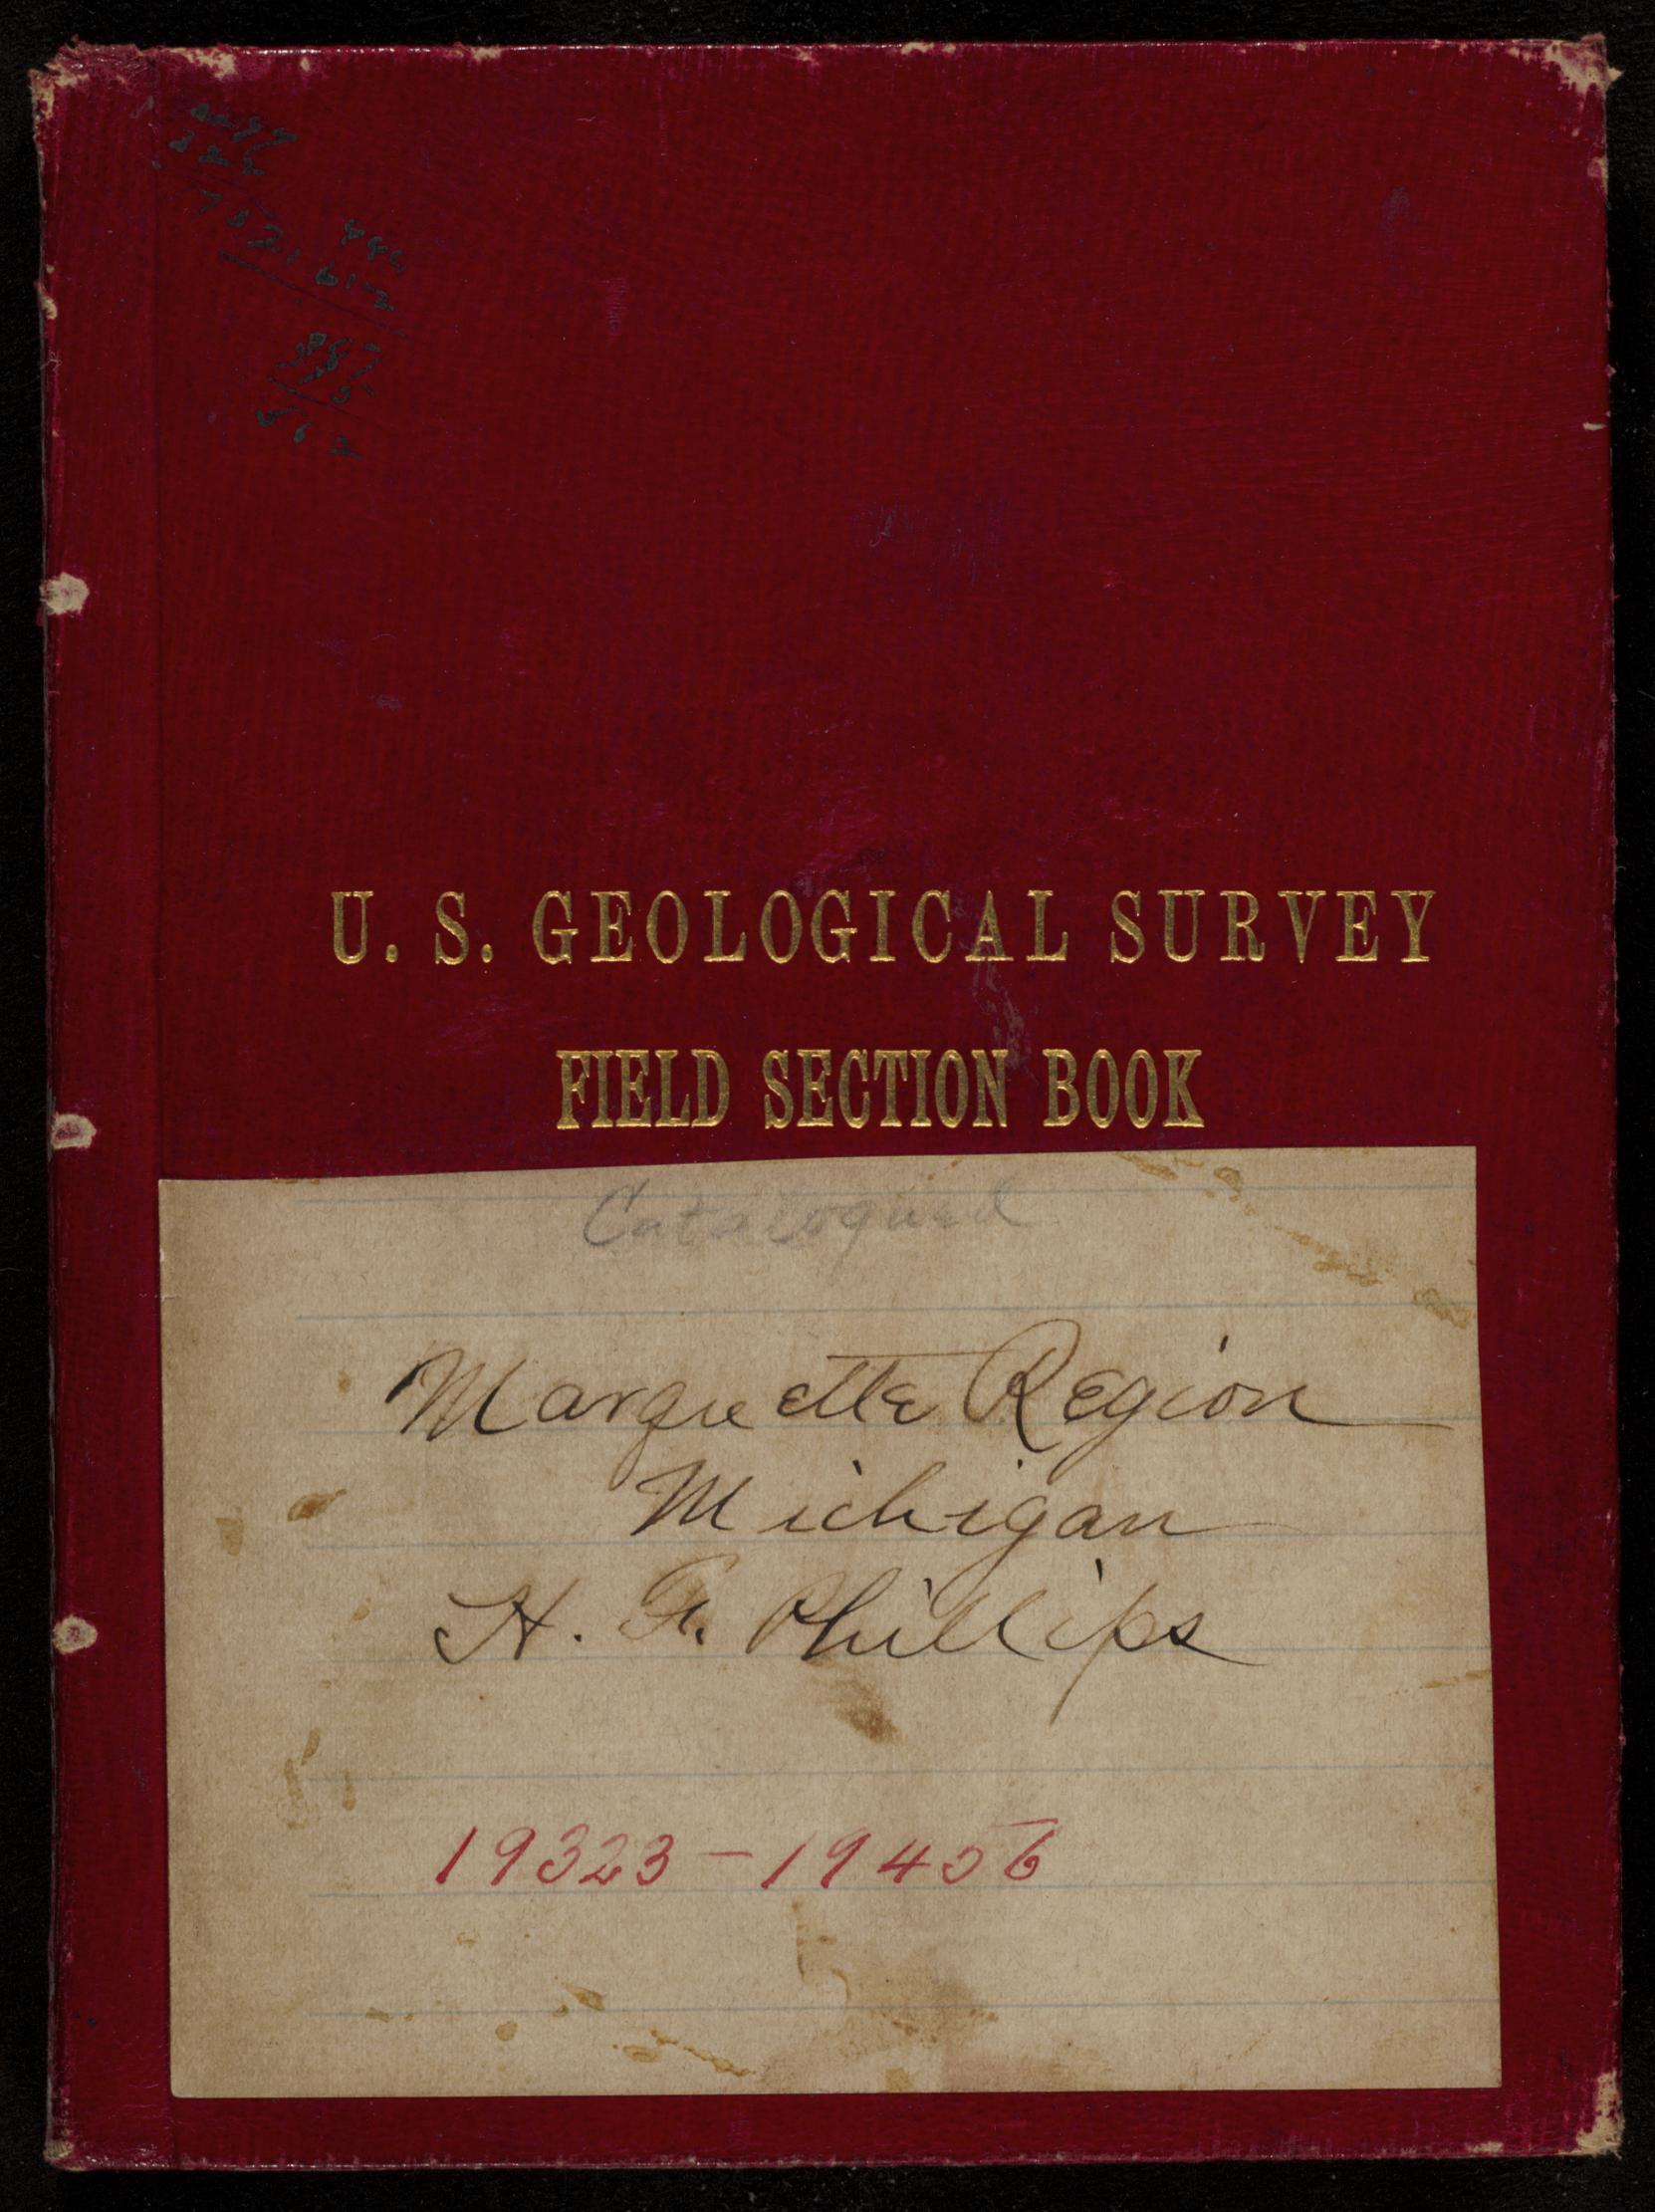 U. S. GEOLOGICAL SURVEY
FIELD SECTION BOOK
Catalogued
Marquette Region
Michigan
H. F. Phillips
19323 - 19456